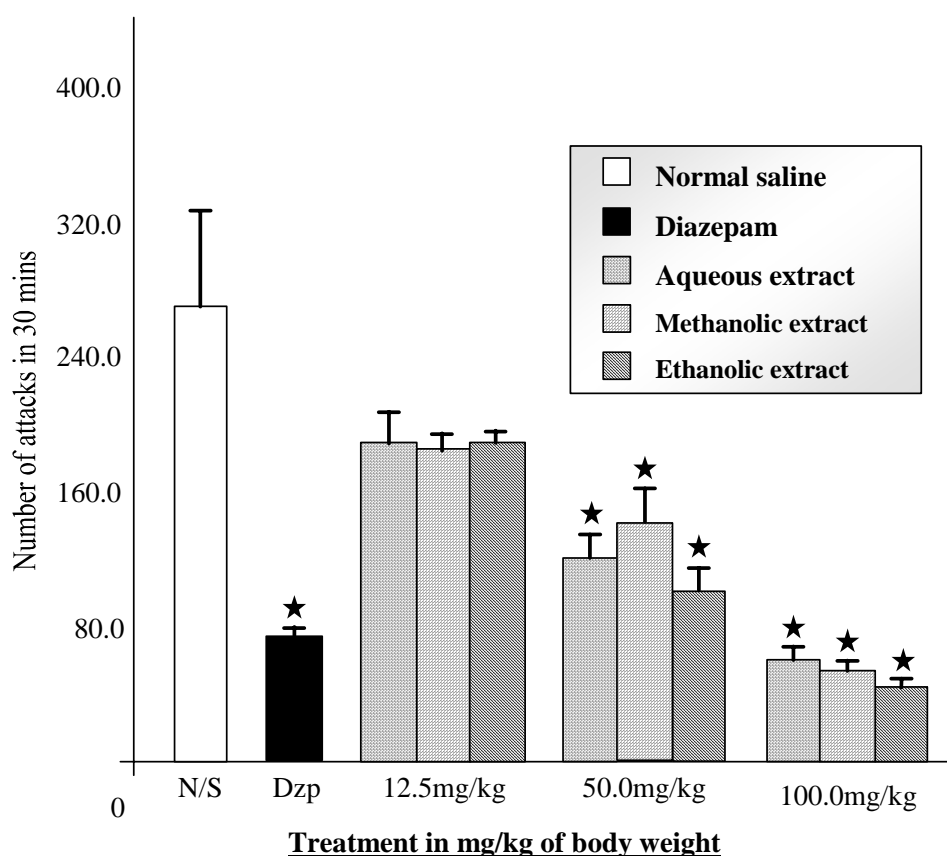 400.0
320.0
240.0
160.0
80.0
0
Number of attacks in 30 mins
Normal saline
Diazepam
Aqueous extract
Methanolic extract
Ethanolic extract
★
★ ★ ★
★ ★ ★
N/S Dzp 12.5mg/kg 50.0mg/kg 100.0mg/kg
Treatment in mg/kg of body weight